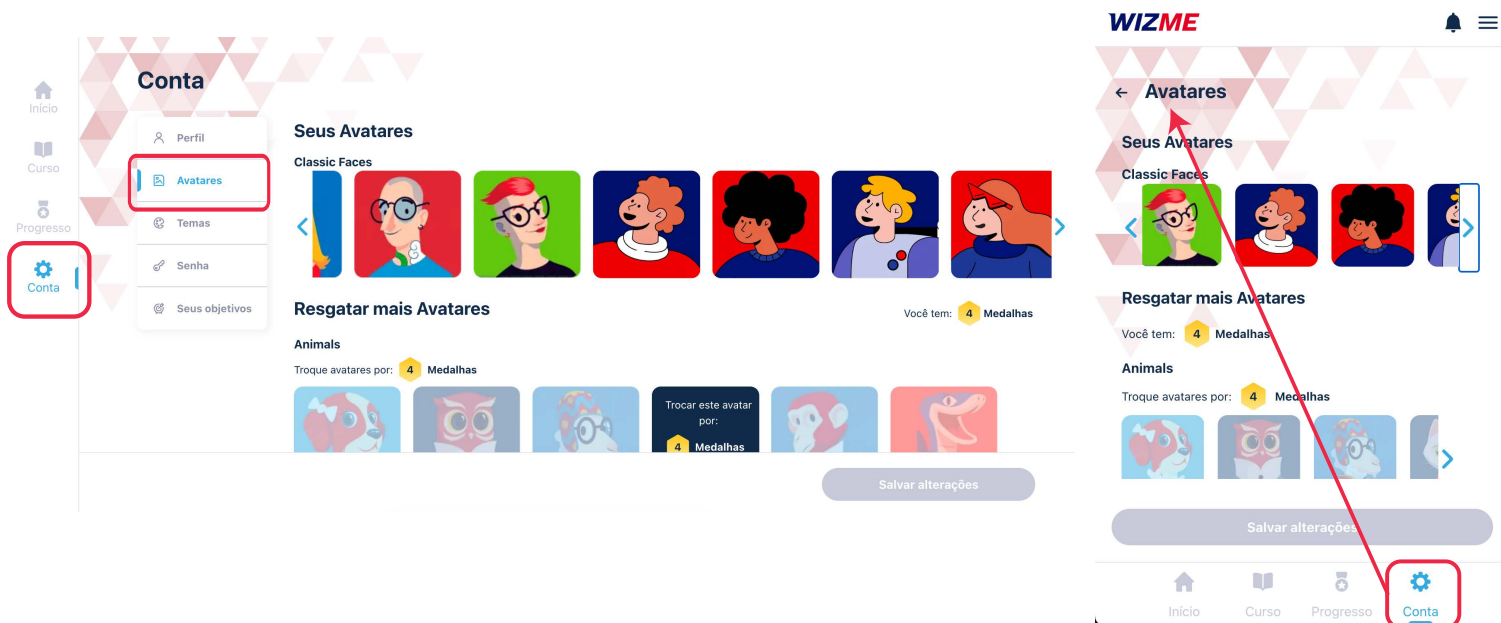 Início
Curso
Progresso
Conta
Conta
Perfil
Avatares
Temas
Senha
Seus objetivos
Seus Avatares
Classic Faces
Resgatar mais Avatares
Você tem: 4 Medalhas
Animals
Troque avatares por: 4 Medalhas
Trocar este avatar
por:
4 Medalhas
Salvar alterações
WIZME
← Avatares
Seus Avatares
Classic Faces
Resgatar mais Avatares
Você tem: 4 Medalhas
Animals
Troque avatares por: 4 Medalhas
Salvar alterações
Início
Curso
Progresso
Conta